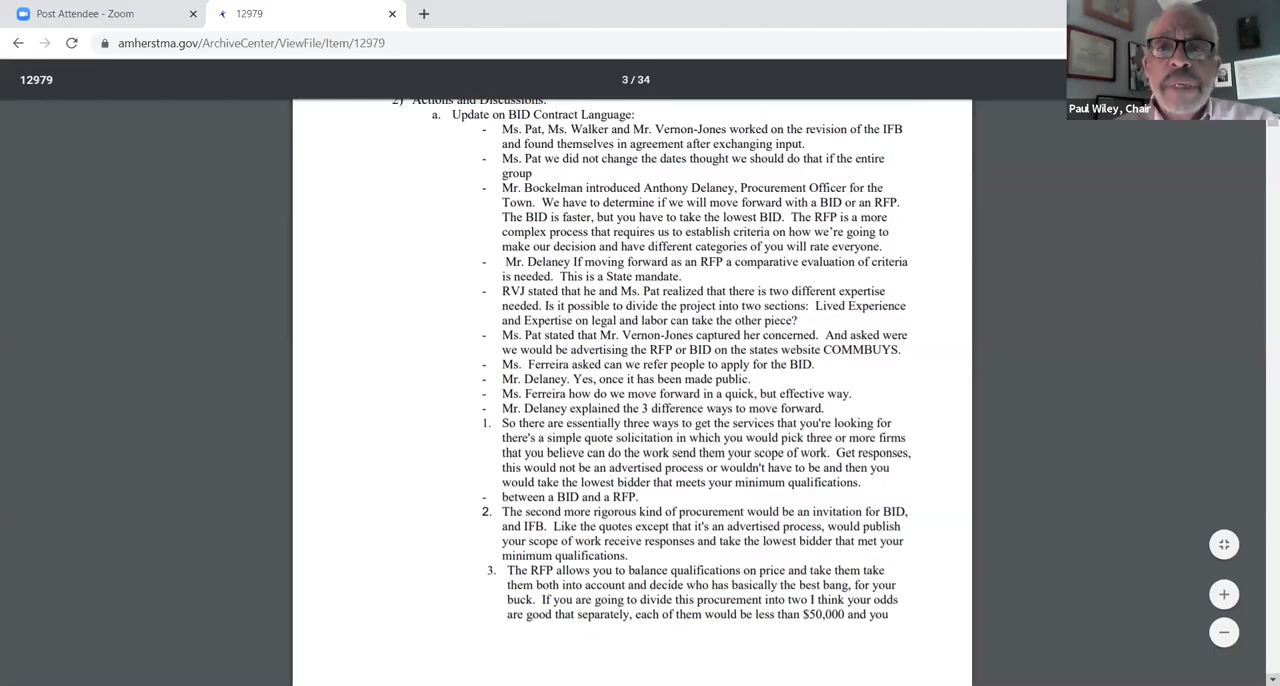 Post Attendee - Zoom
12979
amherstma.gov/ArchiveCenter/ViewFile/Item/12979
12979
3 / 34
Paul Wiley, Chair
2) Actions and Discussions:
a. Update on BID Contract Language:
- Ms. Pat, Ms. Walker and Mr. Vernon-Jones worked on the revision of the IFB
and found themselves in agreement after exchanging input.
- Ms. Pat we did not change the dates thought we should do that if the entire
group
- Mr. Bockelman introduced Anthony Delaney, Procurement Officer for the
Town. We have to determine if we will move forward with a BID or an RFP.
The BID is faster, but you have to take the lowest BID. The RFP is a more
complex process that requires us to establish criteria on how we're going to
make our decision and have different categories of you will rate everyone.
- Mr. Delaney If moving forward as an RFP a comparative evaluation of criteria
is needed. This is a State mandate.
- RVJ stated that he and Ms. Pat realized that there is two different expertise
needed. Is it possible to divide the project into two sections: Lived Experience
and Expertise on legal and labor can take the other piece?
- Ms. Pat stated that Mr. Vernon-Jones captured her concerned. And asked were
we would be advertising the RFP or BID on the states website COMMBUYS.
- Ms. Ferreira asked can we refer people to apply for the BID.
- Mr. Delaney. Yes, once it has been made public.
- Ms. Ferreira how do we move forward in a quick, but effective way.
- Mr. Delaney explained the 3 difference ways to move forward.
1. So there are essentially three ways to get the services that you're looking for
there's a simple quote solicitation in which you would pick three or more firms
that you believe can do the work send them your scope of work. Get responses,
this would not be an advertised process or wouldn't have to be and then you
would take the lowest bidder that meets your minimum qualifications.
- between a BID and a RFP.
2. The second more rigorous kind of procurement would be an invitation for BID,
and IFB. Like the quotes except that it's an advertised process, would publish
your scope of work receive responses and take the lowest bidder that met your
minimum qualifications.
3. The RFP allows you to balance qualifications on price and take them take
them both into account and decide who has basically the best bang, for your
buck. If you are going to divide this procurement into two I think your odds
are good that separately, each of them would be less than $50,000 and you